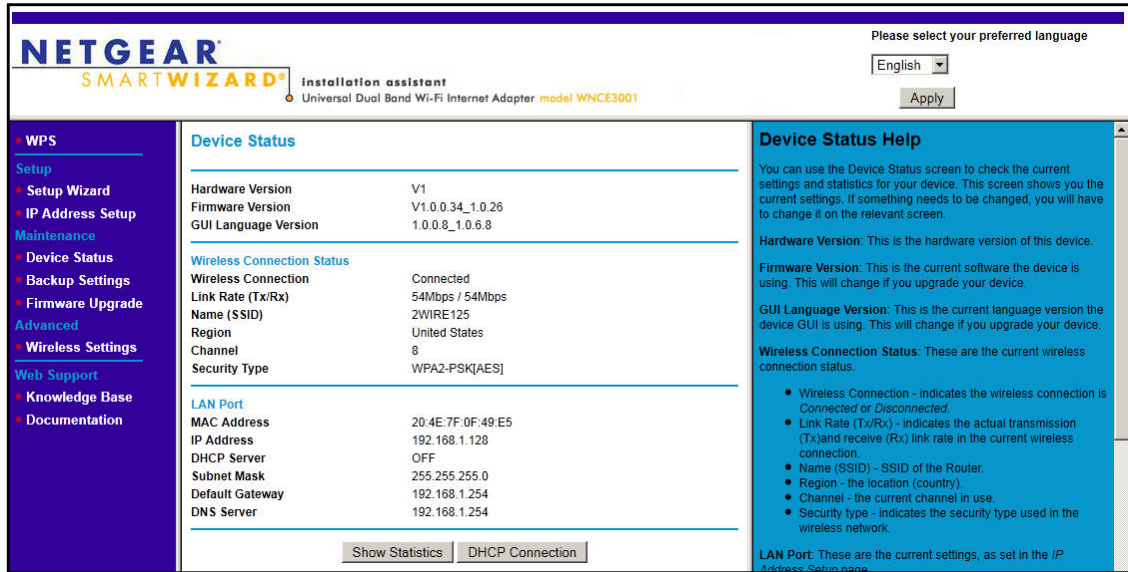 NETGEAR®
SMARTWIZARD®
installation assistant
Universal Dual Band Wi-Fi Internet Adapter model WNCE3001
Please select your preferred language
English
Apply
WPS
Setup
Setup Wizard
IP Address Setup
Maintenance
Device Status
Backup Settings
Firmware Upgrade
Advanced
Wireless Settings
Web Support
Knowledge Base
Documentation
Device Status
Hardware Version V1
Firmware Version V1.0.0.34_1.0.26
GUI Language Version 1.0.0.8_1.0.6.8
Wireless Connection Status
Wireless Connection Connected
Link Rate (Tx/Rx) 54Mbps / 54Mbps
Name (SSID) 2WIRE125
Region United States
Channel 8
Security Type WPA2-PSK[AES]
LAN Port
MAC Address 20:4E:7F:0F:49:E5
IP Address 192.168.1.128
DHCP Server OFF
Subnet Mask 255.255.255.0
Default Gateway 192.168.1.254
DNS Server 192.168.1.254
Show Statistics DHCP Connection
Device Status Help
You can use the Device Status screen to check the current
settings and statistics for your device. This screen shows you the
current settings. If something needs to be changed, you will have
to change it on the relevant screen.
Hardware Version: This is the hardware version of this device.
Firmware Version: This is the current software the device is
using. This will change if you upgrade your device.
GUI Language Version: This is the current language version the
device GUI is using. This will change if you upgrade your device.
Wireless Connection Status: These are the current wireless
connection status.
Wireless Connection - indicates the wireless connection is
Connected or Disconnected.
Link Rate (Tx/Rx) - indicates the actual transmission
(Tx)and receive (Rx) link rate in the current wireless
connection.
Name (SSID) - SSID of the Router.
Region - the location (country).
Channel - the current channel in use.
Security type - indicates the security type used in the
wireless network.
LAN Port: These are the current settings, as set in the IP
Address Setup page.